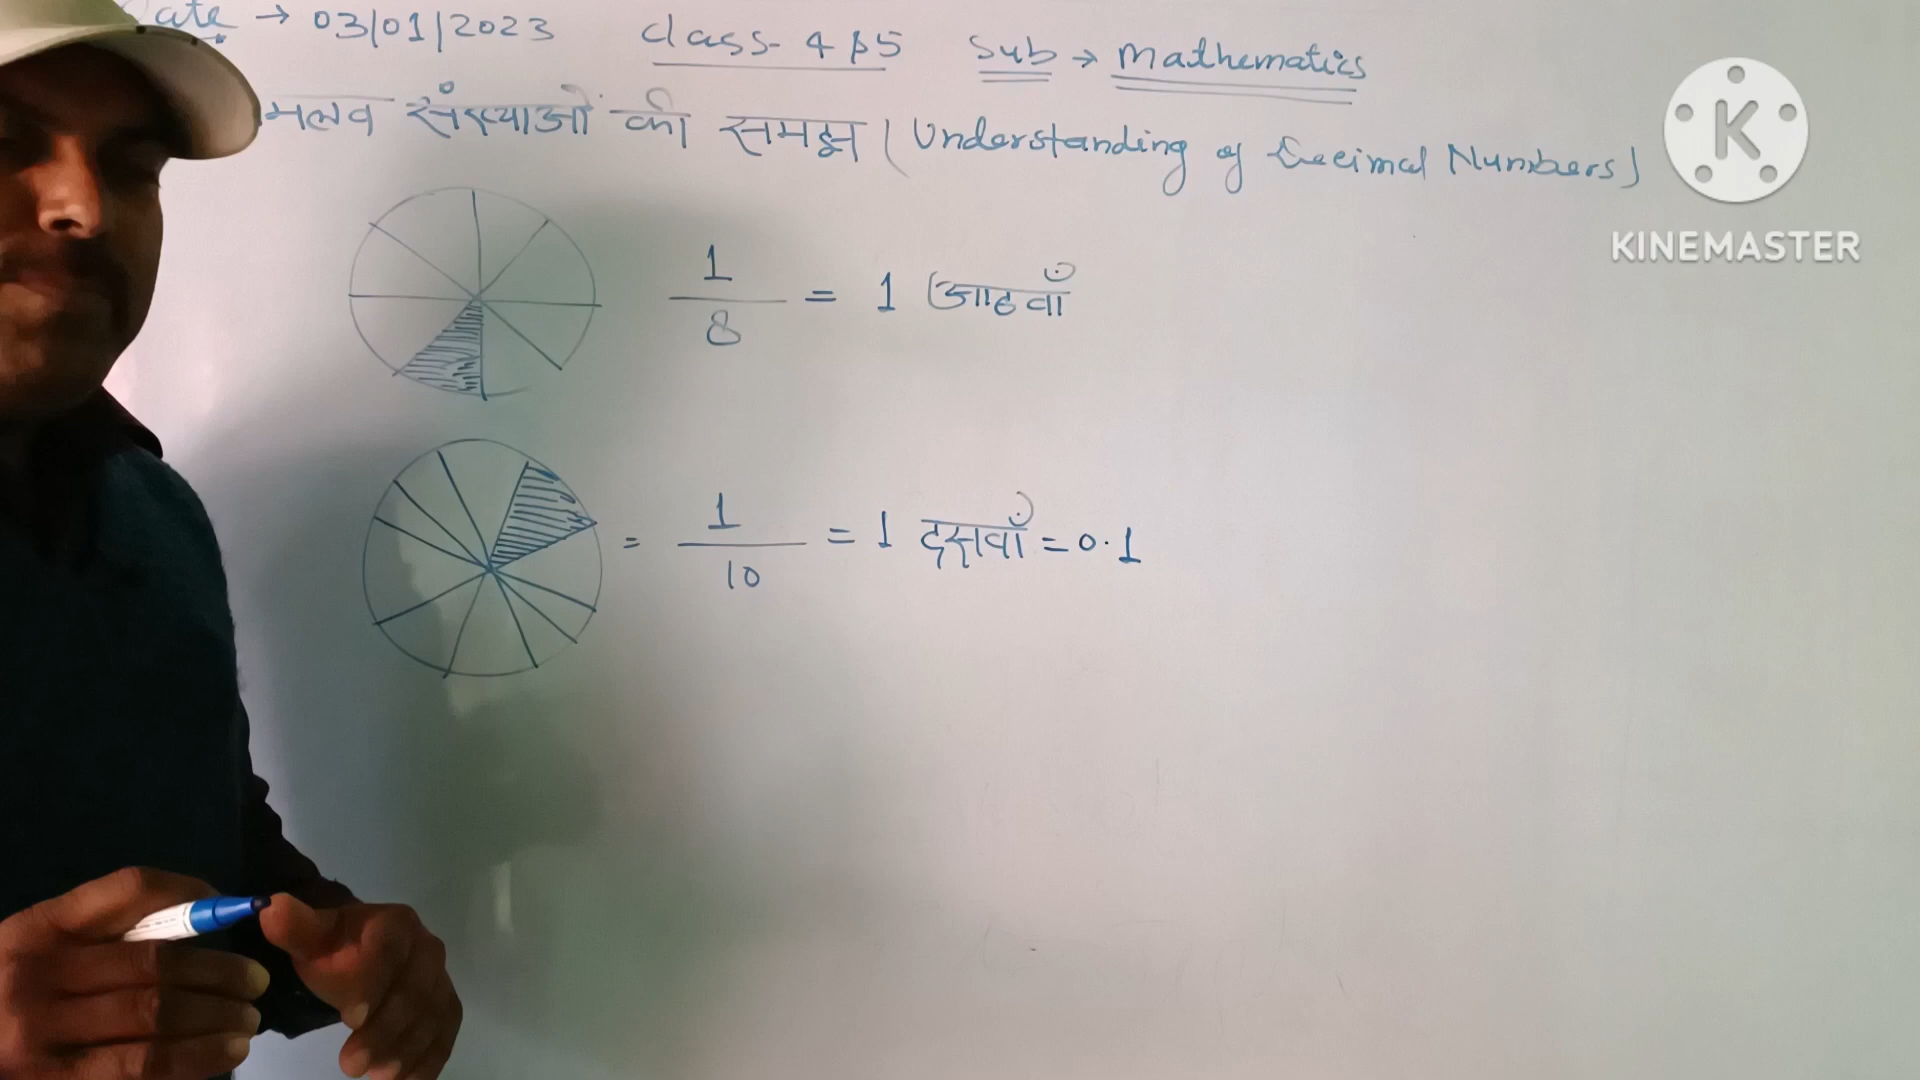 Date → 03/01/2023 Class- 4 & 5 Sub → Mathematics
संख्याओं की समझ (Understanding of Decimal Numbers)
1/8 = 1 आठवाँ
= 1/10 = 1 दसवाँ = 0.1
K
KINEMASTER